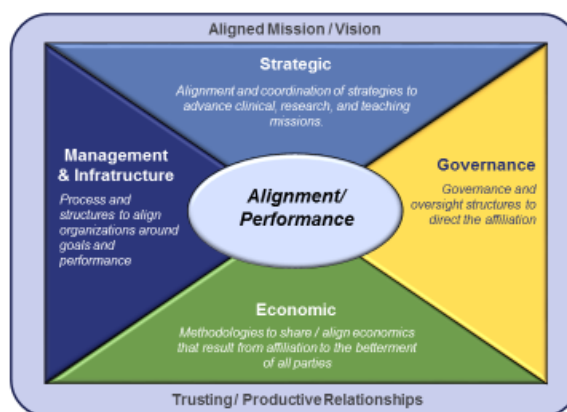 Aligned Mission / Vision
Strategic
Alignment and coordination of strategies to
advance clinical, research, and teaching
missions.
Management
& Infratructure
Process and
structures to align
organizations around
goals and
performance
Alignment/
Performance
Governance
Governance and
oversight structures to
direct the affiliation
Economic
Methodologies to share / align economics
that result from affiliation to the betterment
of all parties
Trusting / Productive Relationships